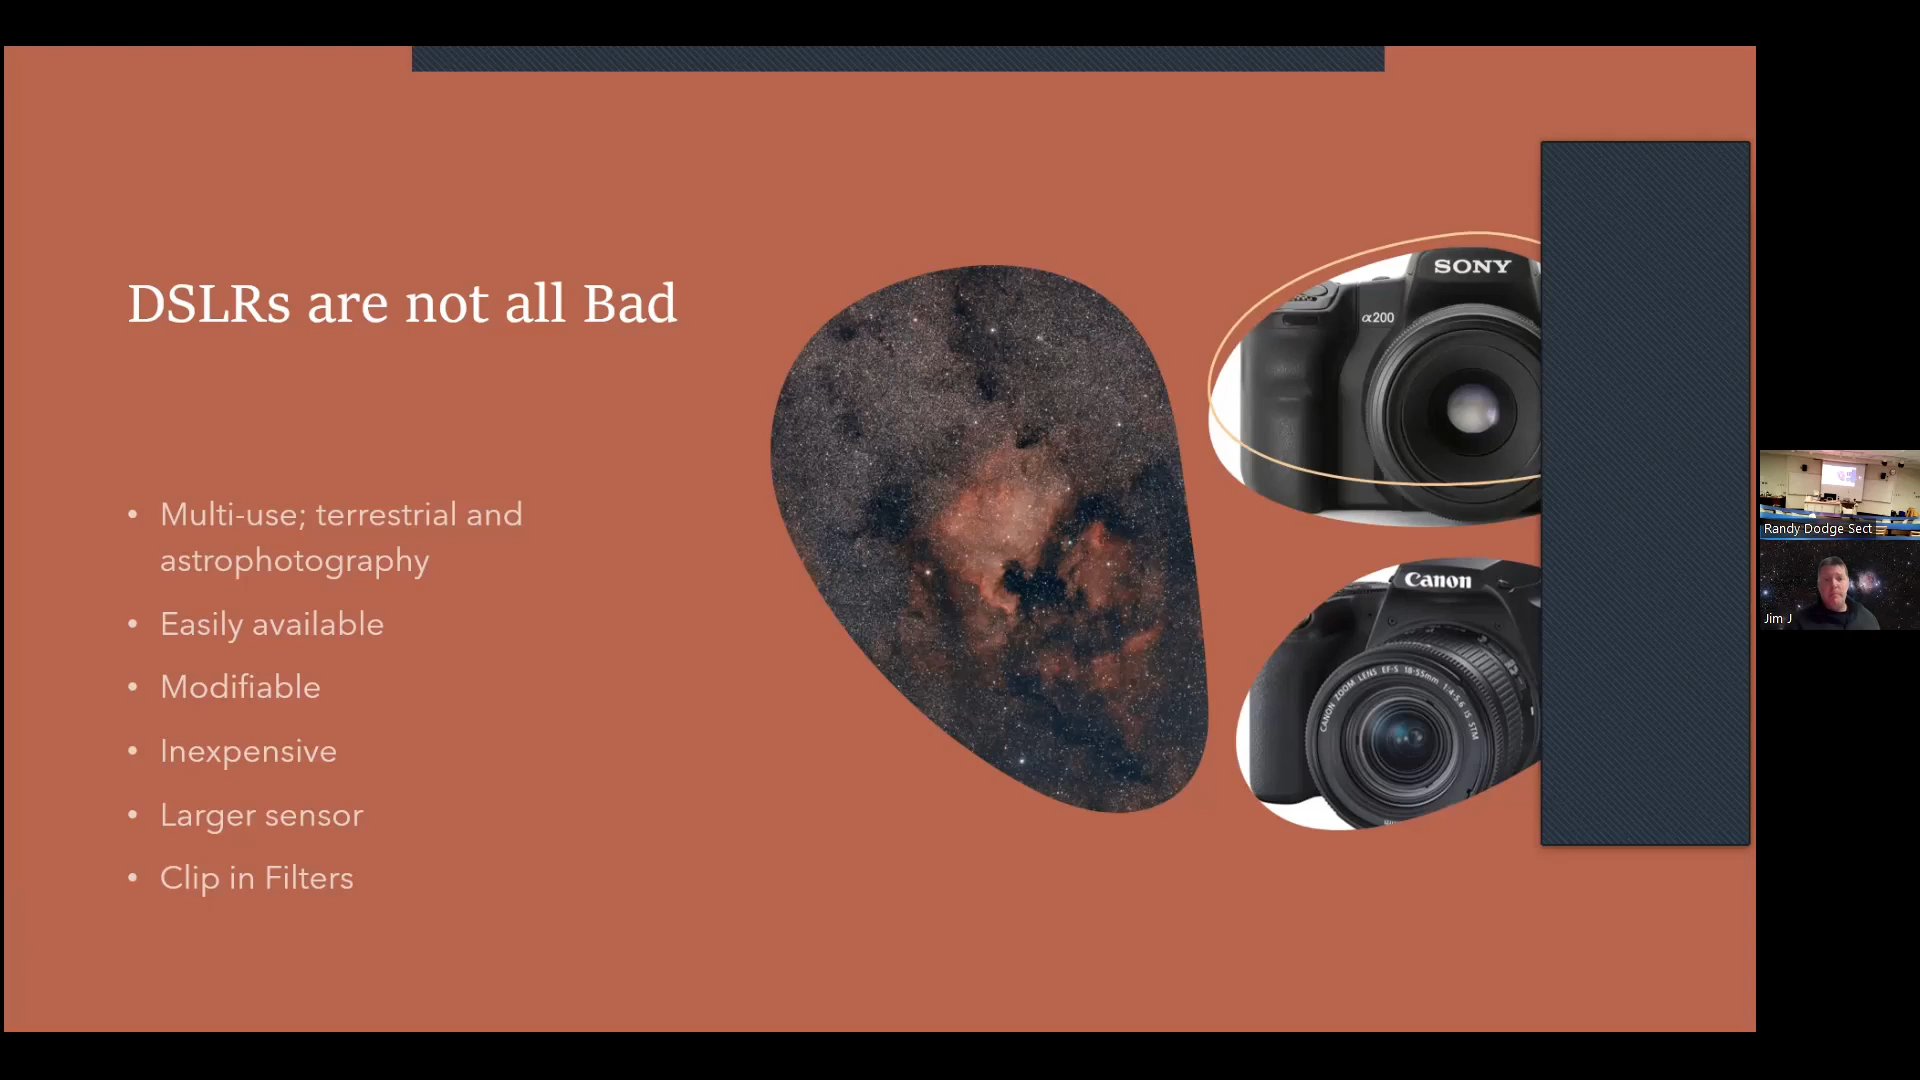 DSLRs are not all Bad
• Multi-use; terrestrial and
astrophotography
• Easily available
• Modifiable
• Inexpensive
• Larger sensor
• Clip in Filters
SONY
α200
Canon
CANON ZOOM LENS EF-S 18-55mm 1:4-5.6 IS STM
Randy Dodge Sect
Jim J